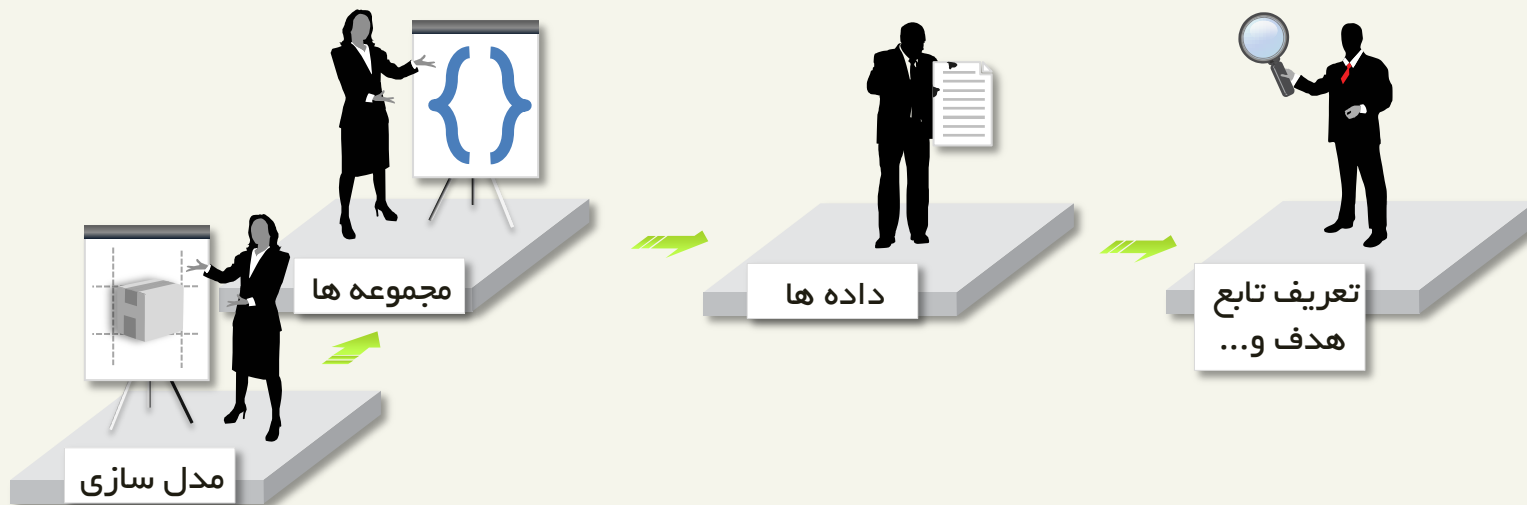 مدل سازی
مجموعه ها
داده ها
تعریف تابع
هدف و...